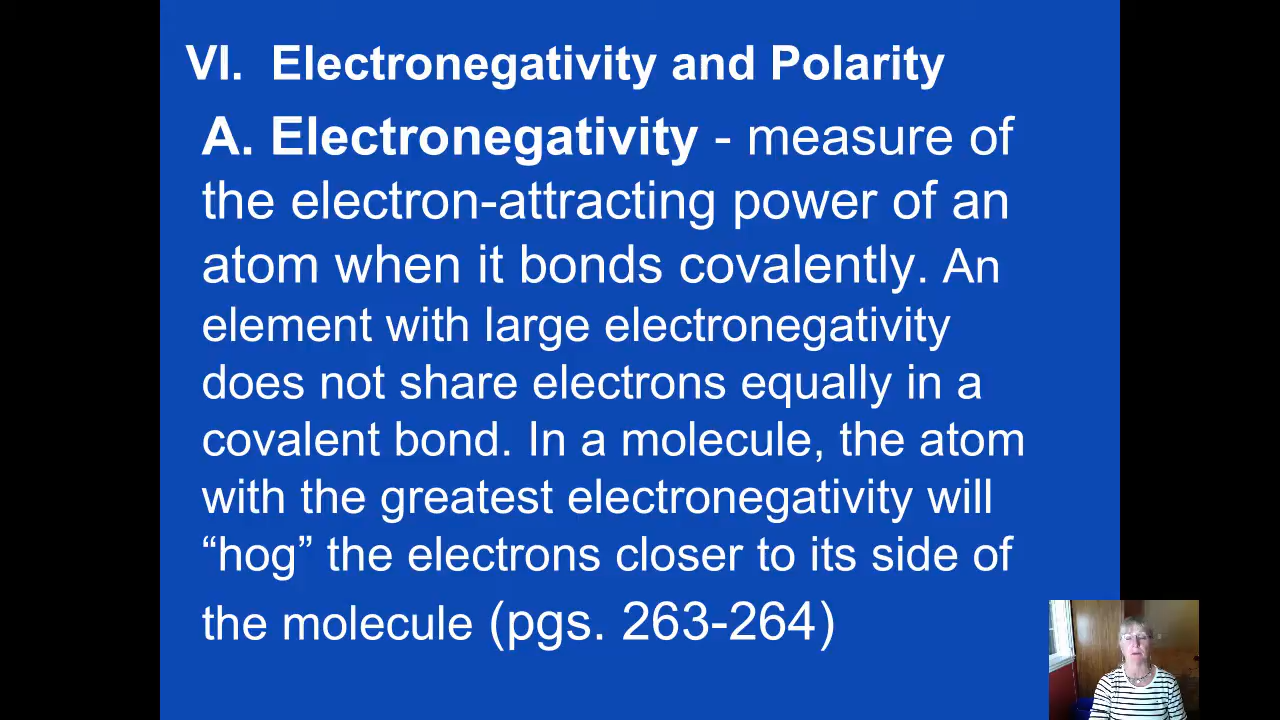 VI.  Electronegativity and Polarity
A. Electronegativity - measure of
the electron-attracting power of an
atom when it bonds covalently. An
element with large electronegativity
does not share electrons equally in a
covalent bond. In a molecule, the atom
with the greatest electronegativity will
“hog” the electrons closer to its side of
the molecule (pgs. 263-264)